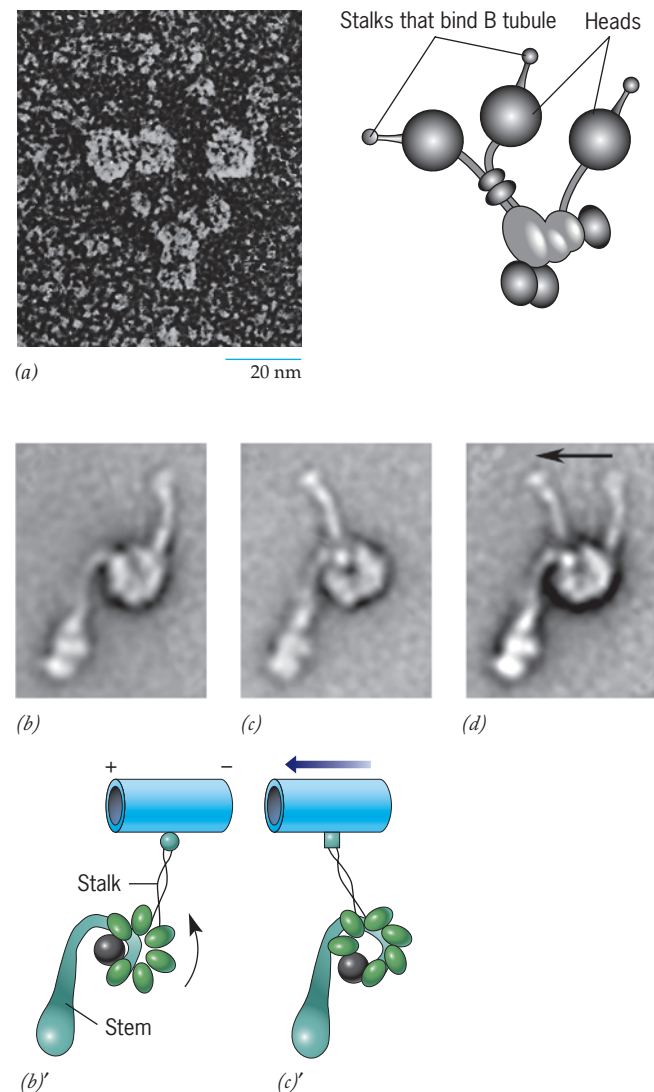 Stalks that bind B tubule
Heads
(a)
20 nm
(b)
(c)
(d)
+
–
Stalk
Stem
(b)′
(c)′